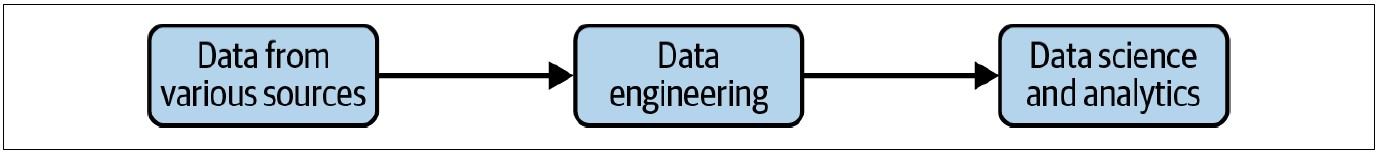 Data from
various sources
Data
engineering
Data science
and analytics